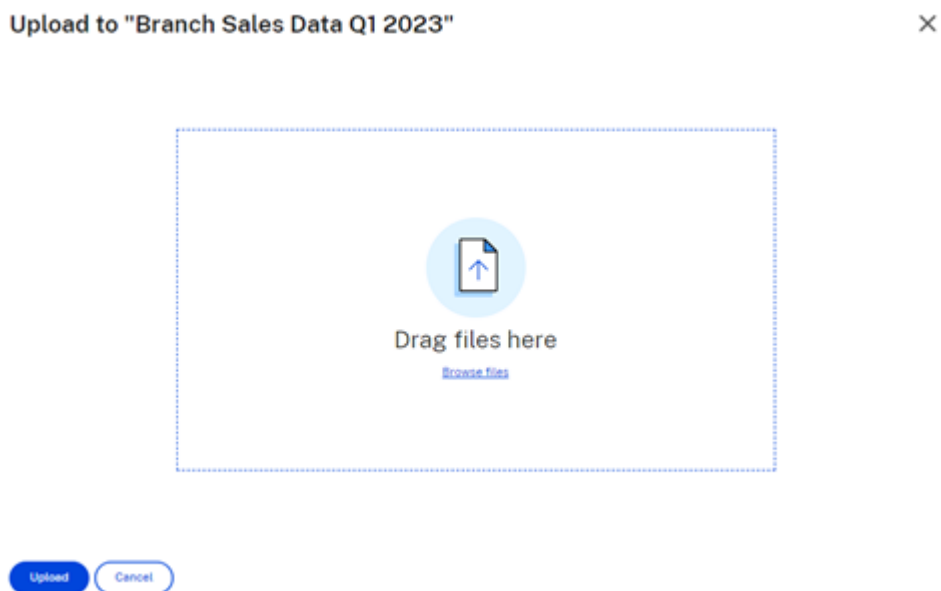 Upload to "Branch Sales Data Q1 2023"
Drag files here
Browse files
Upload
Cancel